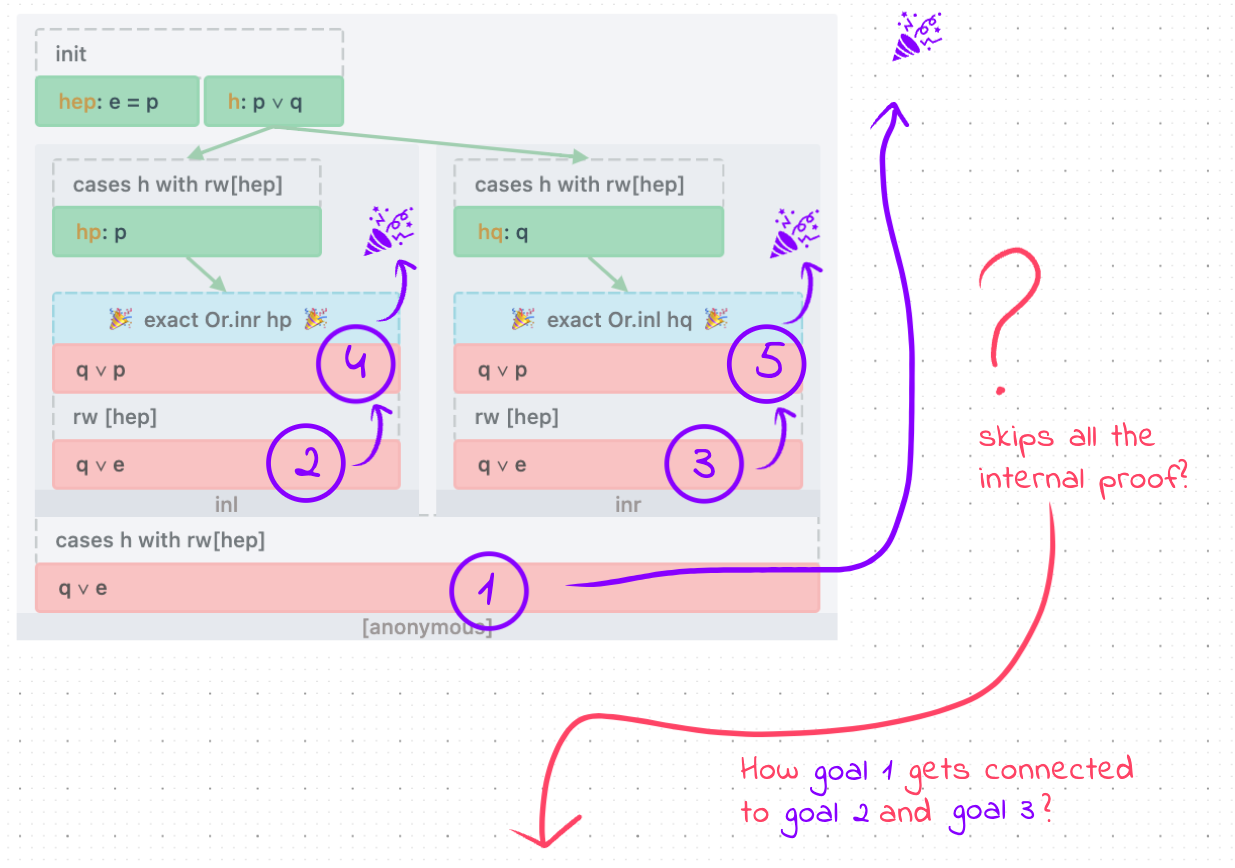 init
hep: e = p
h: p ∨ q
cases h with rw[hep]
cases h with rw[hep]
hp: p
hq: q
🎉 exact Or.inr hp 🎉
🎉 exact Or.inl hq 🎉
q ∨ p
4
q ∨ p
5
rw [hep]
rw [hep]
q ∨ e
2
q ∨ e
3
inl
inr
cases h with rw[hep]
q ∨ e
1
[anonymous]
?
skips all the
internal proof?
How goal 1 gets connected
to goal 2 and goal 3?